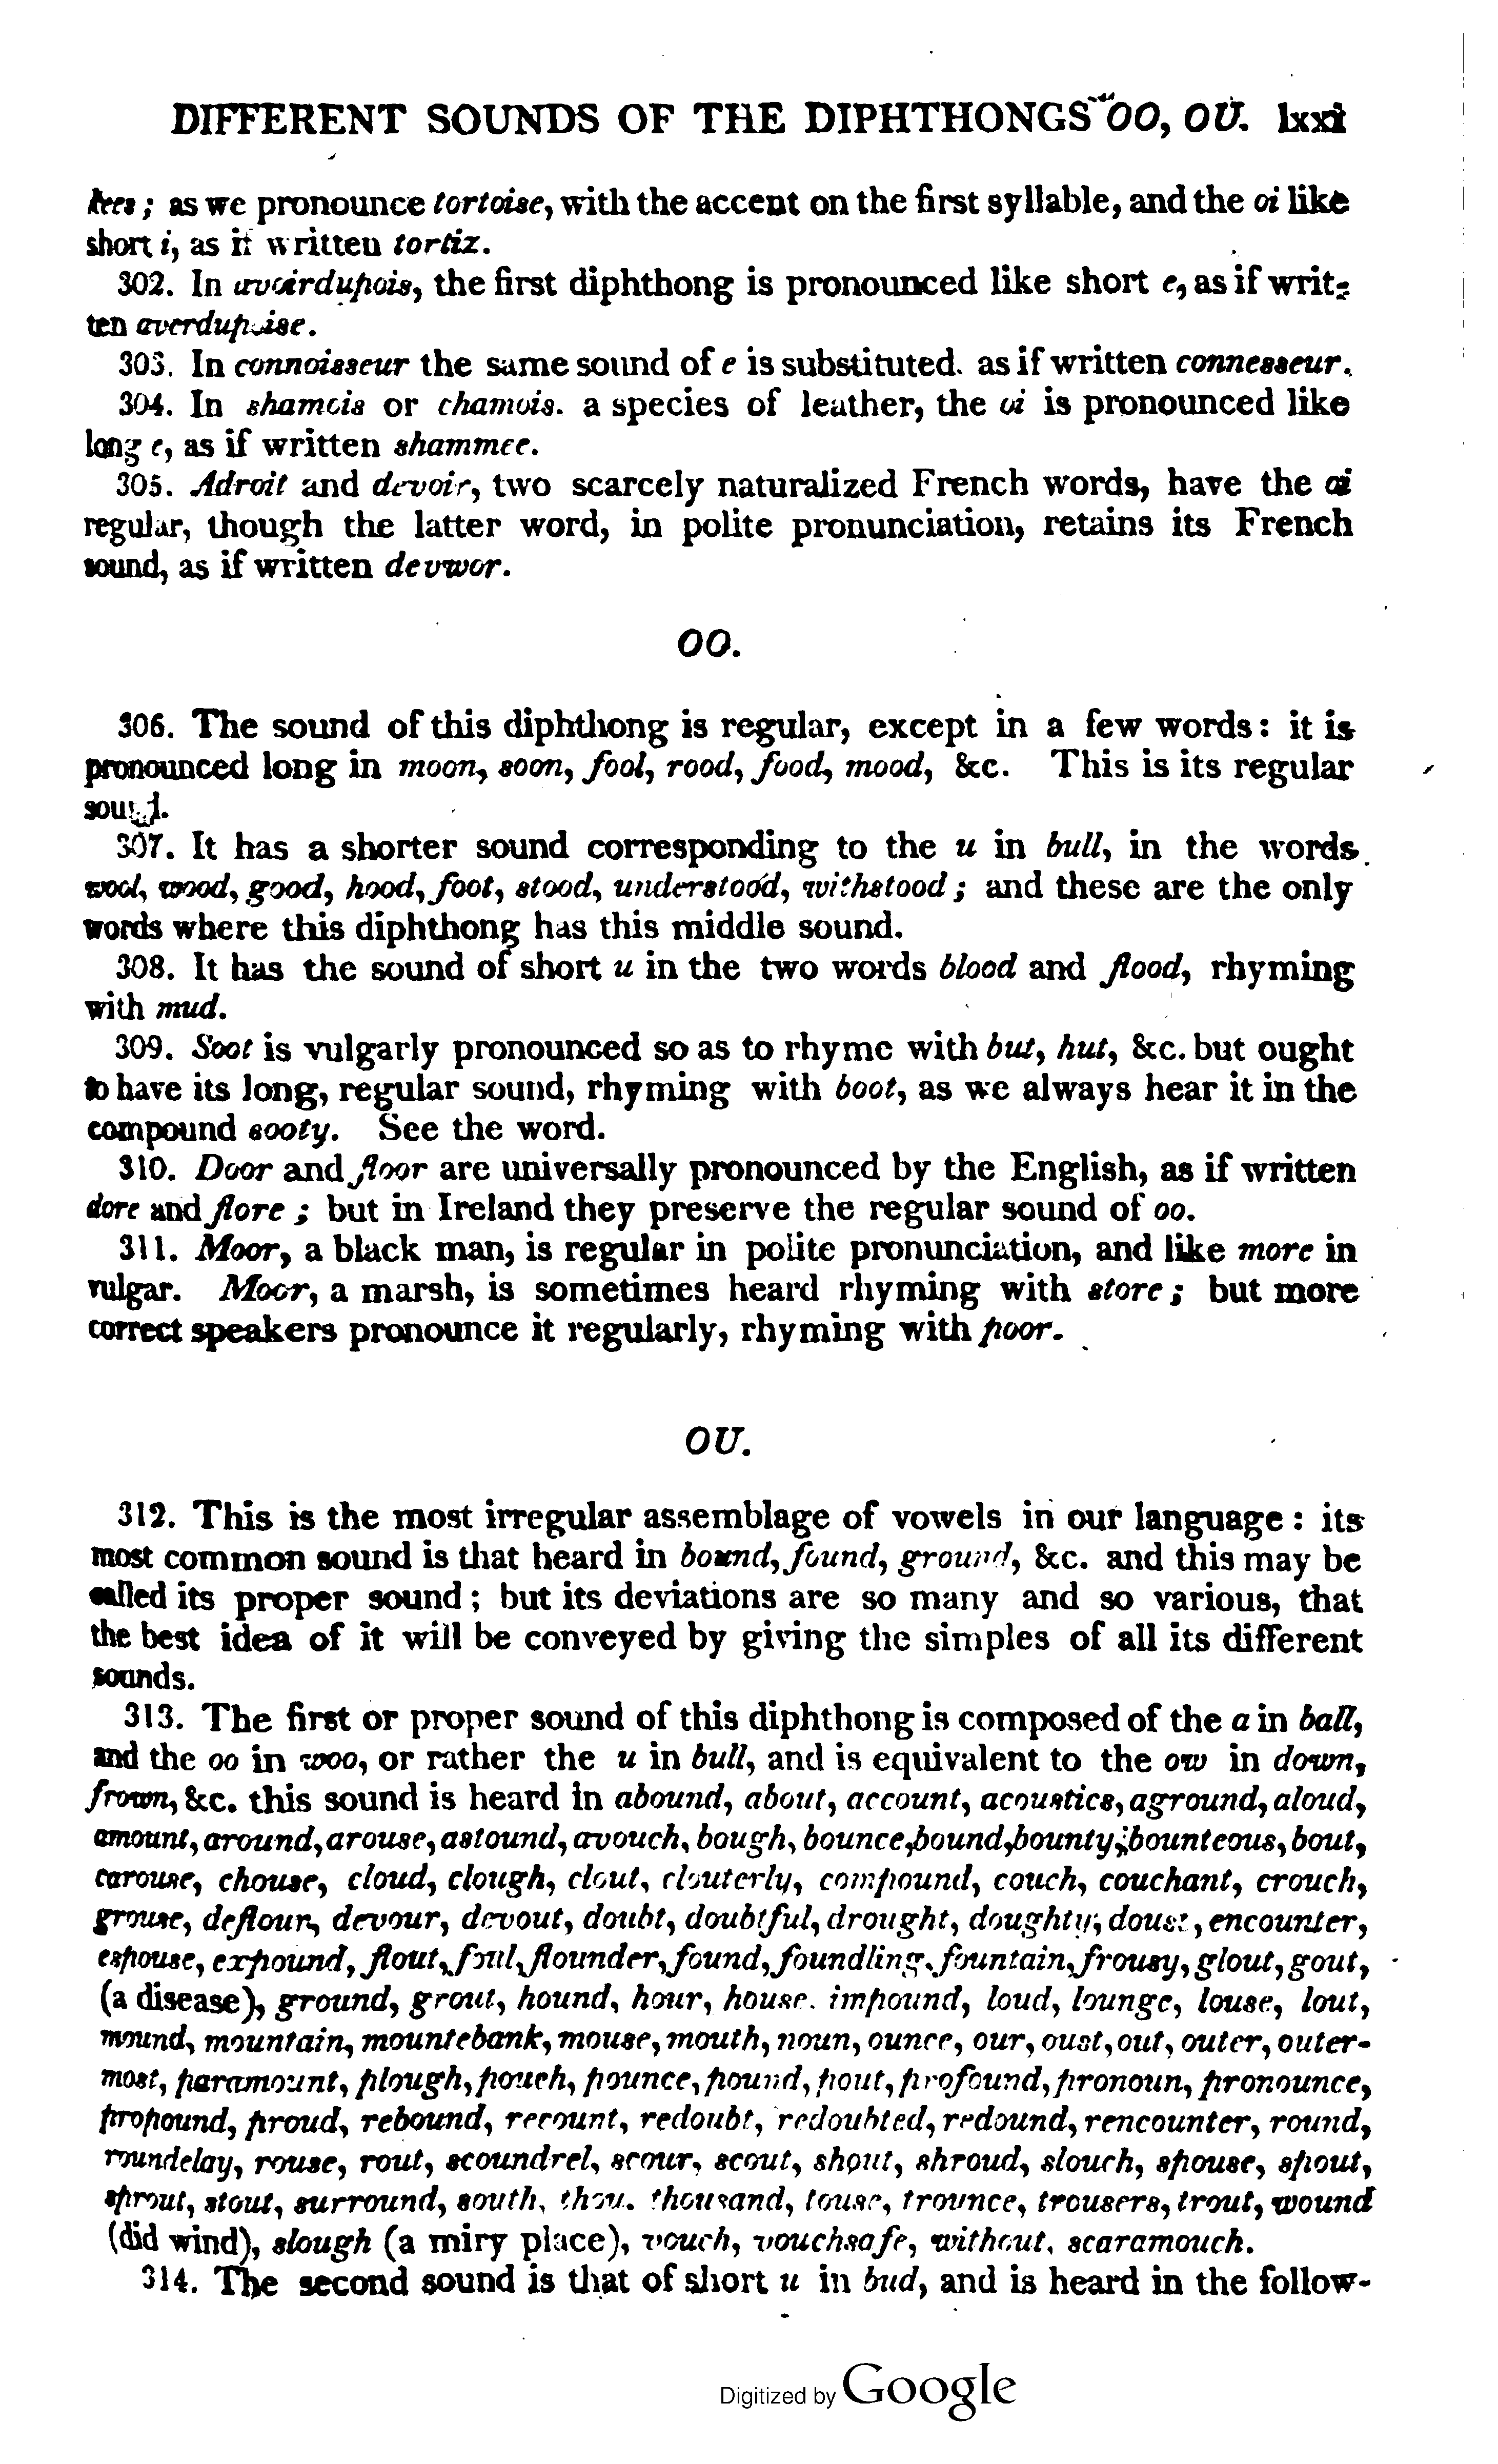 DIFFERENT SOUNDS OF THE DIPHTHONGS OO, OU. lxxi
kees; as we pronounce tortoise, with the accent on the first syllable, and the oi like
short i, as if written tortiz.
302. In avoirdupois, the first diphthong is pronounced like short e, as if writ-
ten averdupoise.
303. In connoisseur the same sound of e is substituted. as if written connesseur.
304. In shamois or chamois. a species of leather, the oi is pronounced like
long e, as if written shammee.
305. Adroit and devoir, two scarcely naturalized French words, have the oi
regular, though the latter word, in polite pronunciation, retains its French
sound, as if written devwor.
OO.
306. The sound of this diphthong is regular, except in a few words: it is
pronounced long in moon, soon, fool, rood, food, mood, &c. This is its regular
sound.
307. It has a shorter sound corresponding to the u in bull, in the words
wool, wood, good, hood, foot, stood, understood, withstood; and these are the only
words where this diphthong has this middle sound.
308. It has the sound of short u in the two words blood and flood, rhyming
with mud.
309. Soot is vulgarly pronounced so as to rhyme with but, hut, &c. but ought
to have its long, regular sound, rhyming with boot, as we always hear it in the
compound sooty. See the word.
310. Door and floor are universally pronounced by the English, as if written
dore and flore; but in Ireland they preserve the regular sound of oo.
311. Moor, a black man, is regular in polite pronunciation, and like more in
vulgar. Moor, a marsh, is sometimes heard rhyming with store; but more
correct speakers pronounce it regularly, rhyming with poor.
OU.
312. This is the most irregular assemblage of vowels in our language: its
most common sound is that heard in bound, found, ground, &c. and this may be
called its proper sound; but its deviations are so many and so various, that
the best idea of it will be conveyed by giving the simples of all its different
sounds.
313. The first or proper sound of this diphthong is composed of the a in ball,
and the oo in woo, or rather the u in bull, and is equivalent to the ow in down,
frown, &c. this sound is heard in abound, about, account, acoustics, aground, aloud,
amount, around, arouse, astound, avouch, bough, bounce, bound, bounty, bounteous, bout,
carouse, chouse, cloud, clough, clout, clouterly, compound, couch, couchant, crouch,
grouse, deflour, devour, devout, doubt, doubtful, drought, doughty, douse, encounter,
espouse, expound, flout, foul, flounder, found, foundling, fountain, frousy, glout, gout,
(a disease), ground, grout, hound, hour, house. impound, loud, lounge, louse, lout,
mound, mountain, mountebank, mouse, mouth, noun, ounce, our, oust, out, outer, outer-
most, paramount, plough, pouch, pounce, pound, pout, profound, pronoun, pronounce,
propound, proud, rebound, recount, redoubt, redoubted, redound, rencounter, round,
roundelay, rouse, rout, scoundrel, scour, scout, shout, shroud, slouch, spouse, spout,
sprout, stout, surround, south, thou. thousand, touse, trounce, trousers, trout, wound
(did wind), slough (a miry place), vouch, vouchsafe, without, scaramouch.
314. The second sound is that of short u in bud, and is heard in the follow-
Digitized by Google